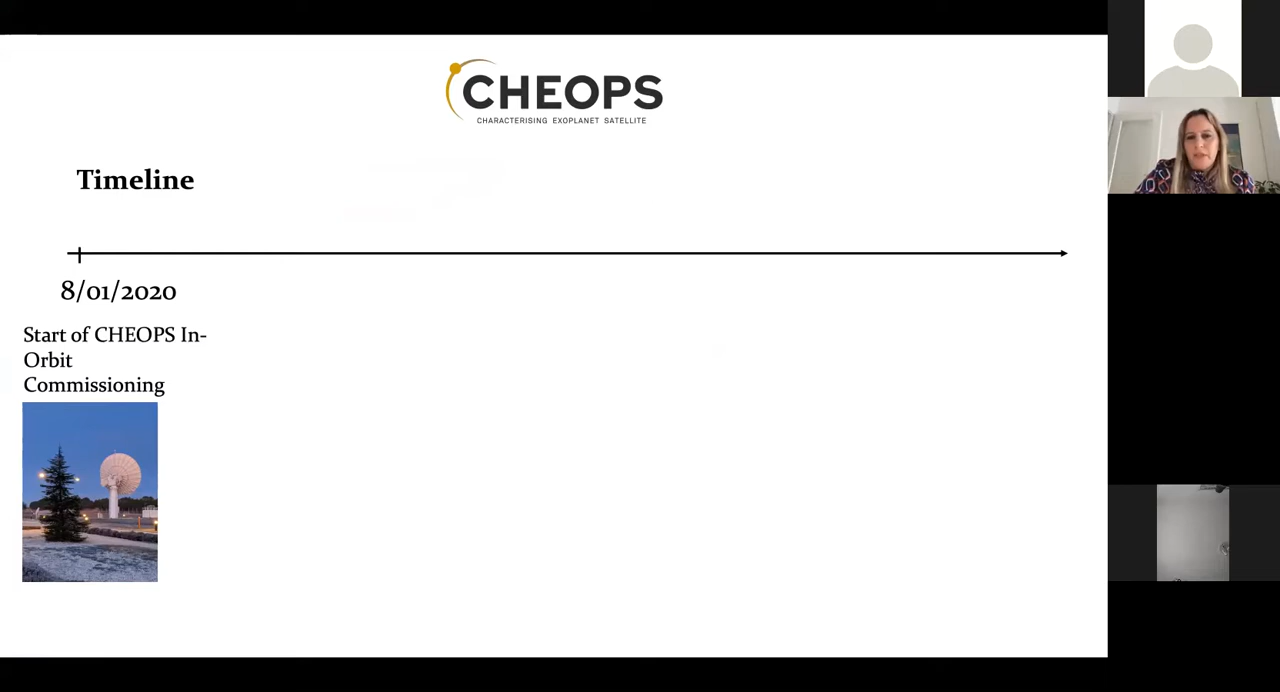 CHEOPS
CHARACTERISING EXOPLANET SATELLITE
Timeline
8/01/2020
Start of CHEOPS In-
Orbit
Commissioning